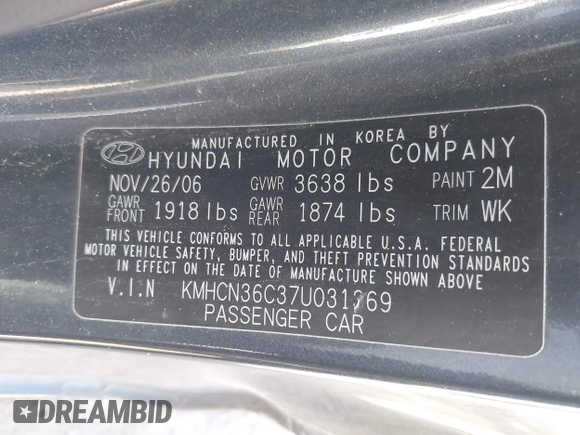 MANUFACTURED IN KOREA BY
HYUNDAI MOTOR COMPANY
NOV/26/06 GVWR 3638 lbs PAINT 2M
GAWR FRONT 1918 lbs GAWR REAR 1874 lbs TRIM WK
THIS VEHICLE CONFORMS TO ALL APPLICABLE U.S.A. FEDERAL
MOTOR VEHICLE SAFETY, BUMPER, AND THEFT PREVENTION STANDARDS
IN EFFECT ON THE DATE OF MANUFACTURE SHOWN ABOVE
V.I.N
PASSENGER CAR
DREAMBID